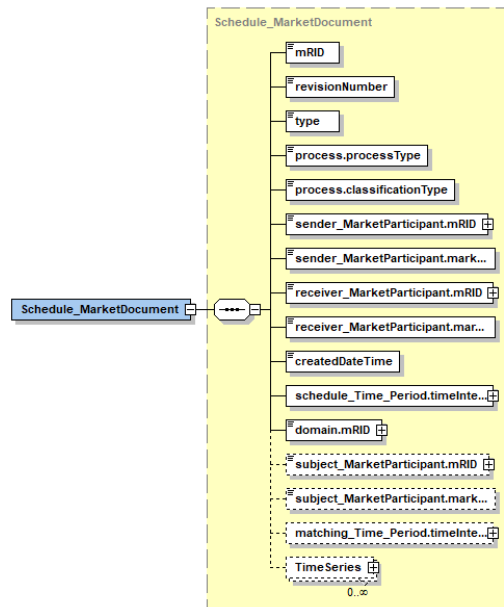 Schedule_MarketDocument
mRID
revisionNumber
type
process.processType
process.classificationType
sender_MarketParticipant.mRID
sender_MarketParticipant.mark...
receiver_MarketParticipant.mRID
Schedule_MarketDocument
receiver_MarketParticipant.mar...
createdDateTime
schedule_Time_Period.timeInte...
domain.mRID
subject_MarketParticipant.mRID
subject_MarketParticipant.mark...
matching_Time_Period.timeInte...
TimeSeries
0..∞